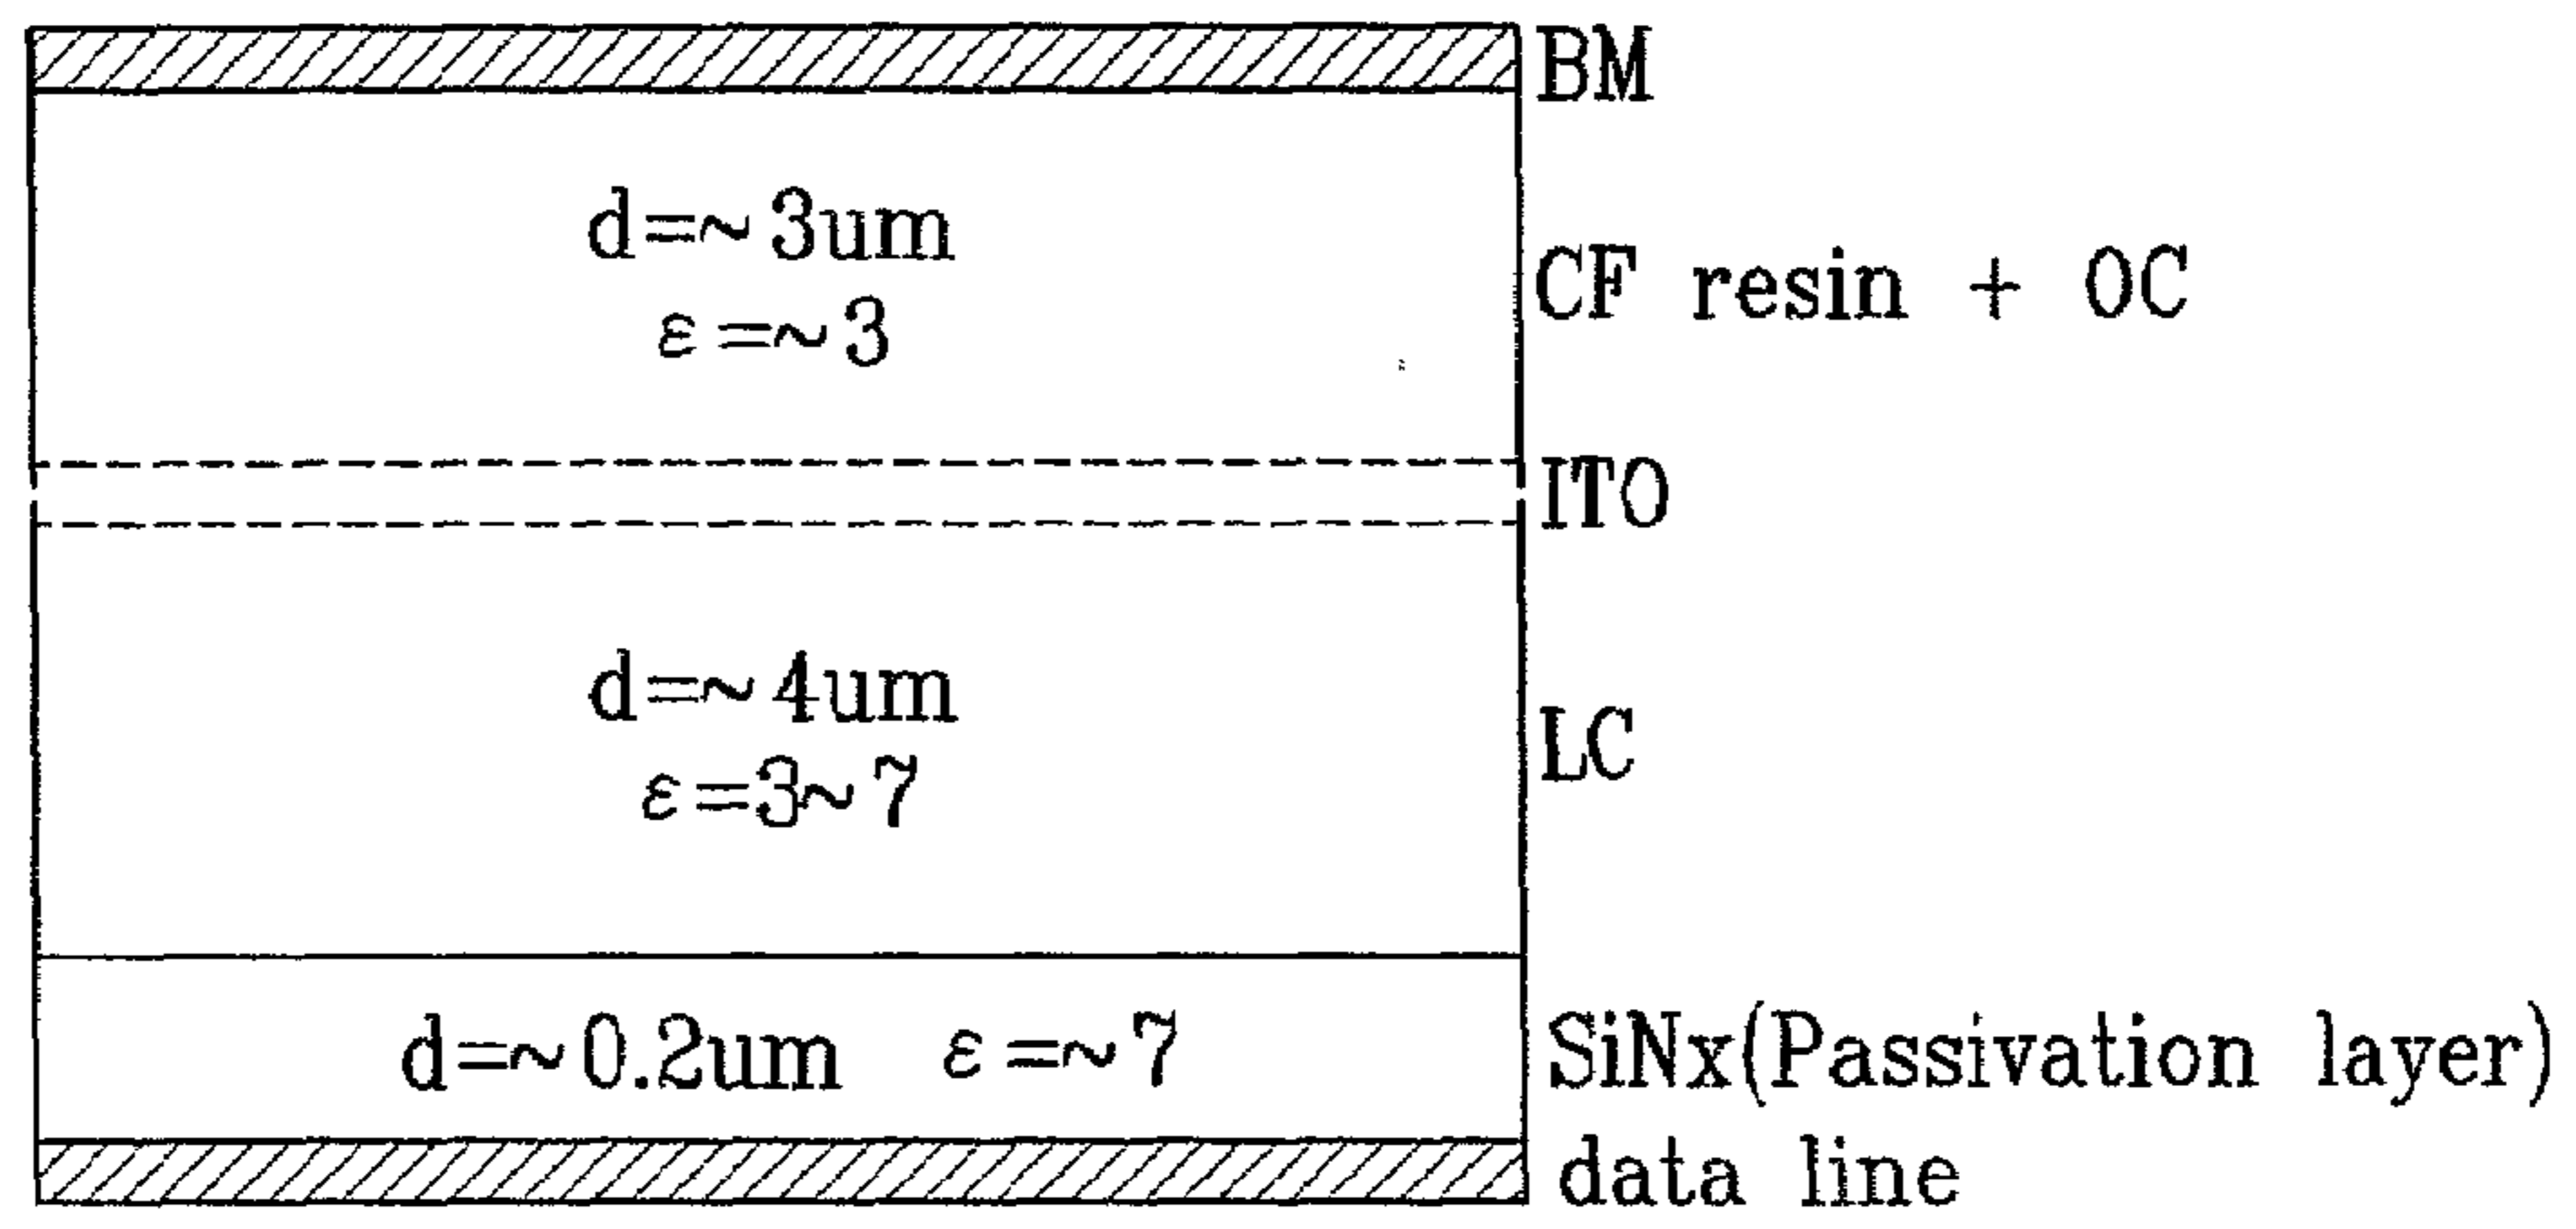 BM
d=~3um
ε=~3
CF resin + OC
ITO
d=~4um
ε=3~7
LC
d=~0.2um ε=~7
SiNx(Passivation layer)
data line